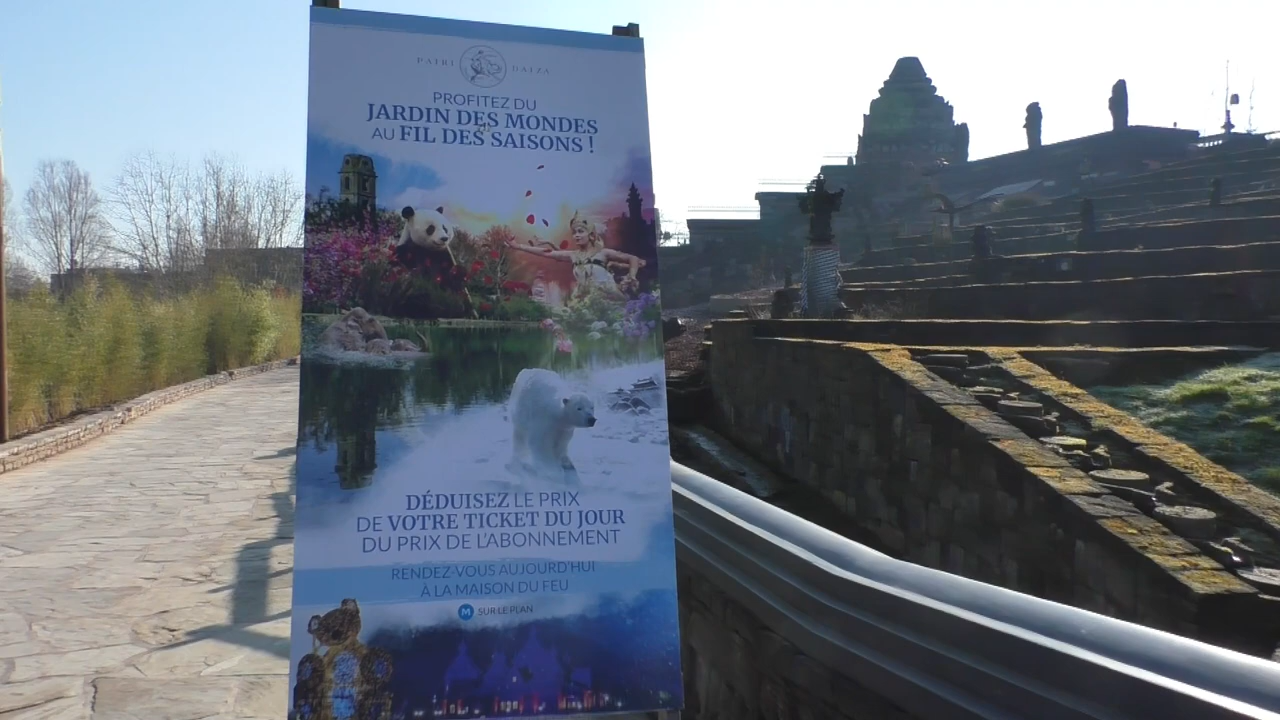 PAIRI DAIZA
PROFITEZ DU
JARDIN DES MONDES
AU FIL DES SAISONS !
DÉDUISEZ LE PRIX
DE VOTRE TICKET DU JOUR
DU PRIX DE L'ABONNEMENT
RENDEZ-VOUS AUJOURD'HUI
À LA MAISON DU FEU
M SUR LE PLAN